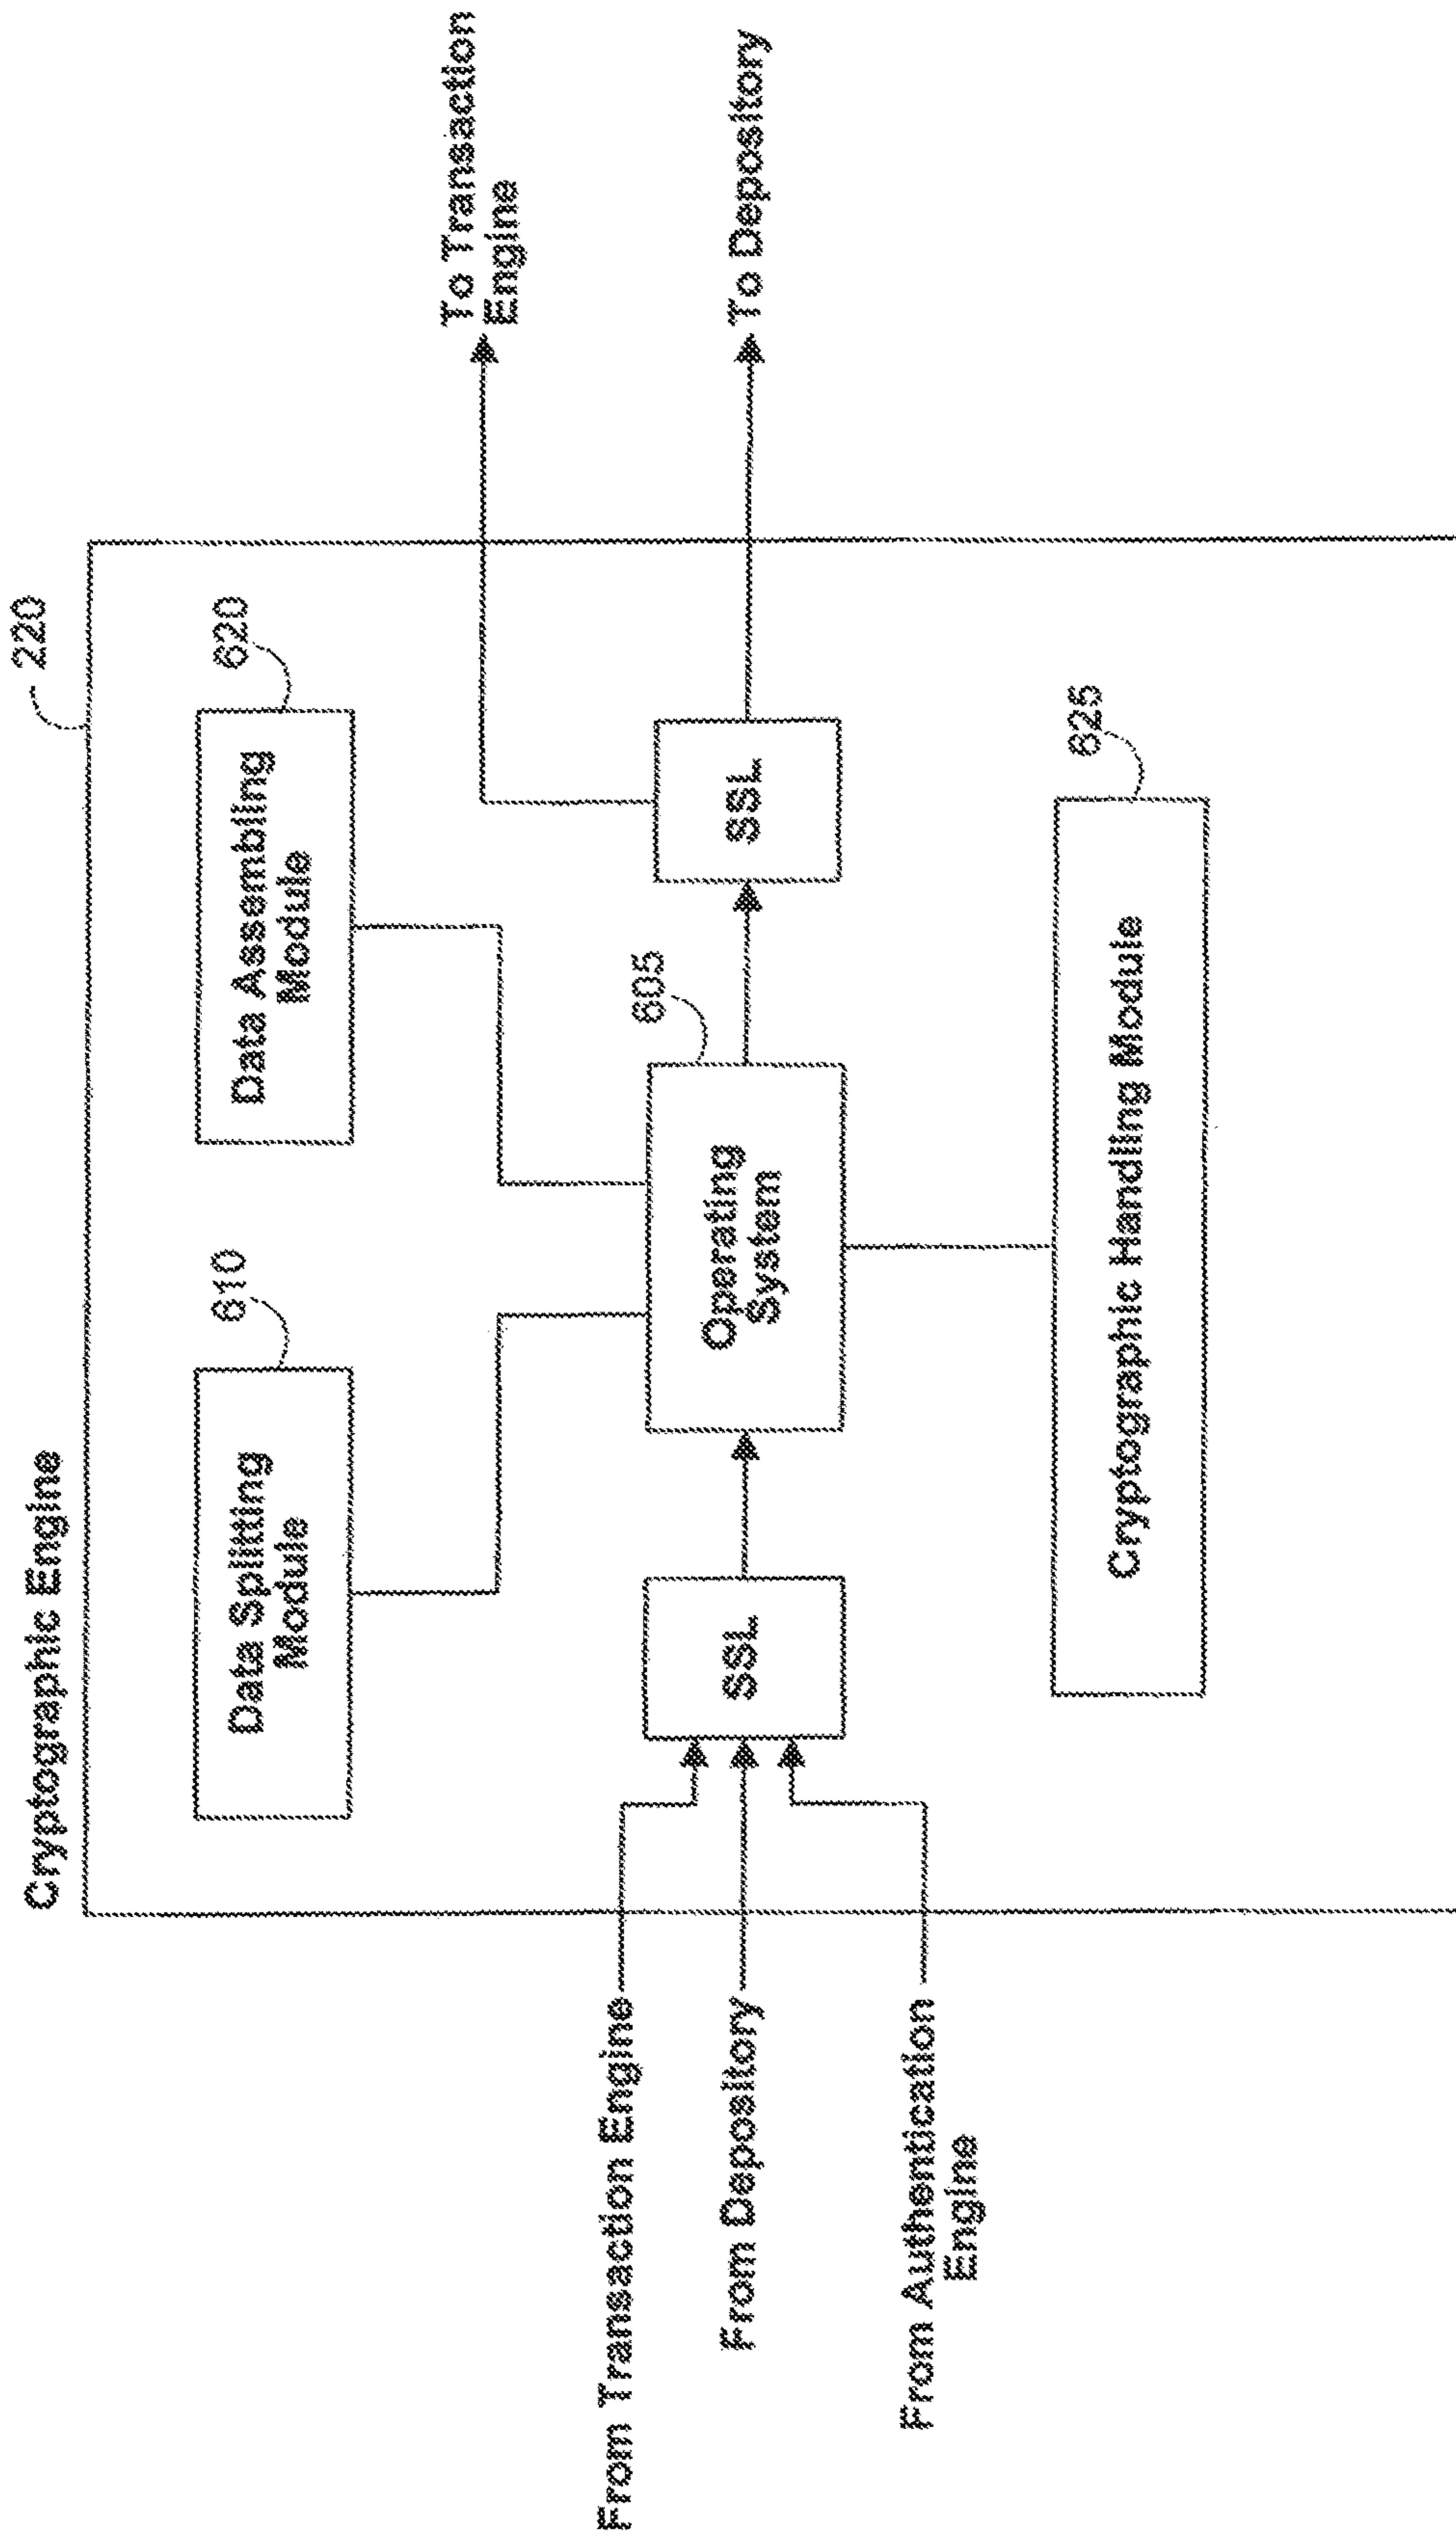 Cryptographic Engine
220
Data Splitting
Module
610
Data Assembling
Module
620
To Transaction
Engine
From Transaction Engine
From Depository
From Authentication
Engine
SSL
Operating
System
605
SSL
To Depository
Cryptographic Handling Module
625